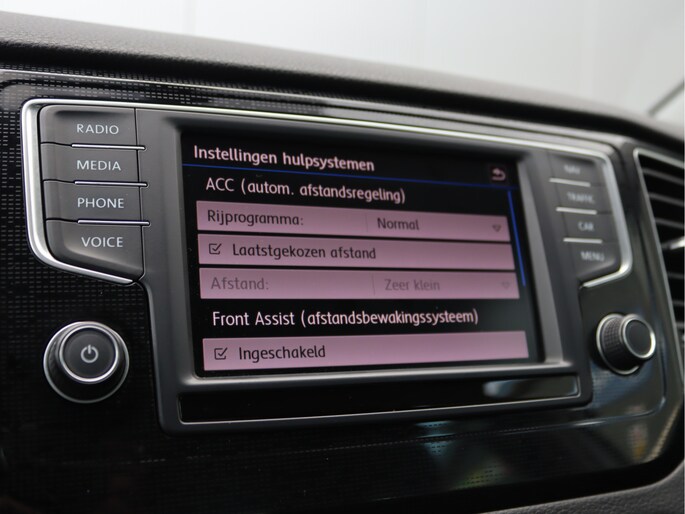 RADIO
MEDIA
PHONE
VOICE
Instellingen hulpsystemen
ACC (autom. afstandsregeling)
Rijprogramma: Normal
Laatstgekozen afstand
Afstand: Zeer klein
Front Assist (afstandsbewakingssysteem)
Ingeschakeld
NAV
TRAFFIC
CAR
MENU